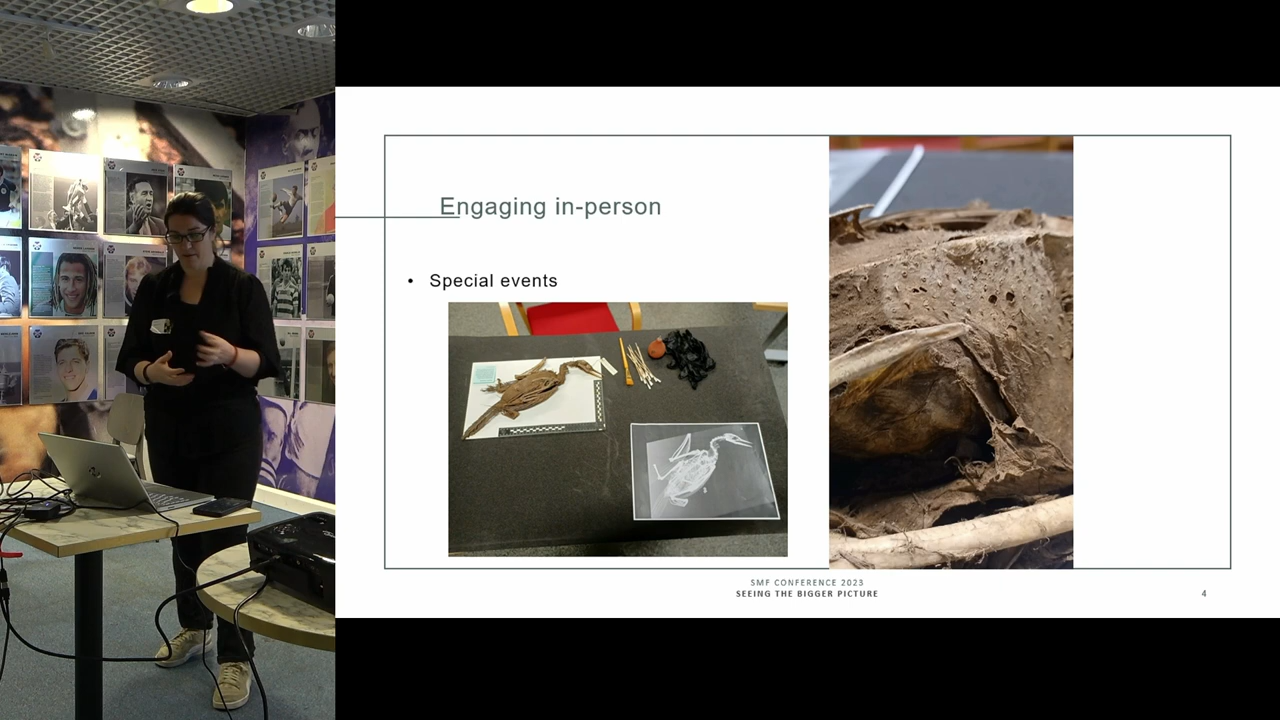 Engaging in-person
• Special events
SMF CONFERENCE 2023
SEEING THE BIGGER PICTURE
4